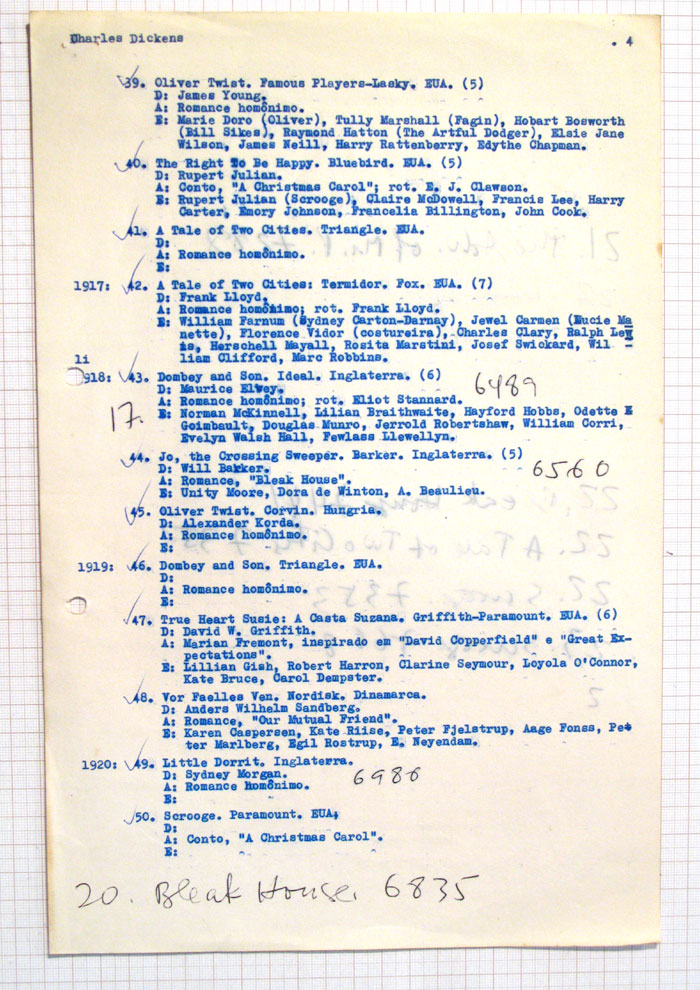 Charles Dickens . 4
39. Oliver Twist. Famous Players-Lasky. EUA. (5)
D: James Young.
A: Romance homônimo.
E: Marie Doro (Oliver), Tully Marshall (Fagin), Hobart Bosworth
(Bill Sikes), Raymond Hatton (The Artful Dodger), Elsie Jane
Wilson, James Neill, Harry Rattenberry, Edythe Chapman.
40. The Right To Be Happy. Bluebird. EUA. (5)
D: Rupert Julian.
A: Conto, "A Christmas Carol"; rot. E. J. Clawson.
E: Rupert Julian (Scrooge), Claire McDowell, Francis Lee, Harry
Carter, Emory Johnson, Francelia Billington, John Cook.
41. A Tale of Two Cities. Triangle. EUA.
D:
A: Romance homônimo.
E:
1917: 42. A Tale of Two Cities: Termidor. Fox. EUA. (7)
D: Frank Lloyd.
A: Romance homônimo; rot. Frank Lloyd.
E: William Farnum (Sydney Carton-Darnay), Jewel Carmen (Lucie Ma
nette), Florence Vidor (costureira), Charles Clary, Ralph Lew
is, Herschell Mayall, Rosita Marstini, Josef Swickard, Wil -
li liam Clifford, Marc Robbins.
1918: 43. Dombey and Son. Ideal. Inglaterra. (6) 6489
D: Maurice Elvey.
A: Romance homônimo; rot. Eliot Stannard.
17. E: Norman McKinnell, Lilian Braithwaite, Hayford Hobbs, Odette
Goimbault, Douglas Munro, Jerrold Robertshaw, William Corri,
Evelyn Walsh Hall, Fewlass Llewellyn.
44. Jo, the Crossing Sweeper. Barker. Inglaterra. (5) 6560
D: Will Barker.
A: Romance, "Bleak House".
E: Unity Moore, Dora de Winton, A. Beaulieu.
45. Oliver Twist. Corvin. Hungria.
D: Alexander Korda.
A: Romance homônimo.
E:
1919: 46. Dombey and Son. Triangle. EUA.
D:
A: Romance homônimo.
E:
47. True Heart Susie: A Casta Suzana. Griffith-Paramount. EUA. (6)
D: David W. Griffith.
A: Marian Fremont, inspirado em "David Copperfield" e "Great Ex-
pectations".
E: Lillian Gish, Robert Harron, Clarine Seymour, Loyola O'Connor,
Kate Bruce, Carol Dempster.
48. Vor Faelles Ven. Nordisk. Dinamarca.
D: Anders Wilhelm Sandberg.
A: Romance, "Our Mutual Friend".
E: Karen Caspersen, Kate Riise, Peter Fjelstrup, Aage Fonss, Pe
ter Marlberg, Egil Rostrup, E. Neyendam.
1920: 49. Little Dorrit. Inglaterra.
D: Sydney Morgan. 6986
A: Romance homônimo.
E:
50. Scrooge. Paramount. EUA.
D:
A: Conto, "A Christmas Carol".
E:
20. Bleak House. 6835